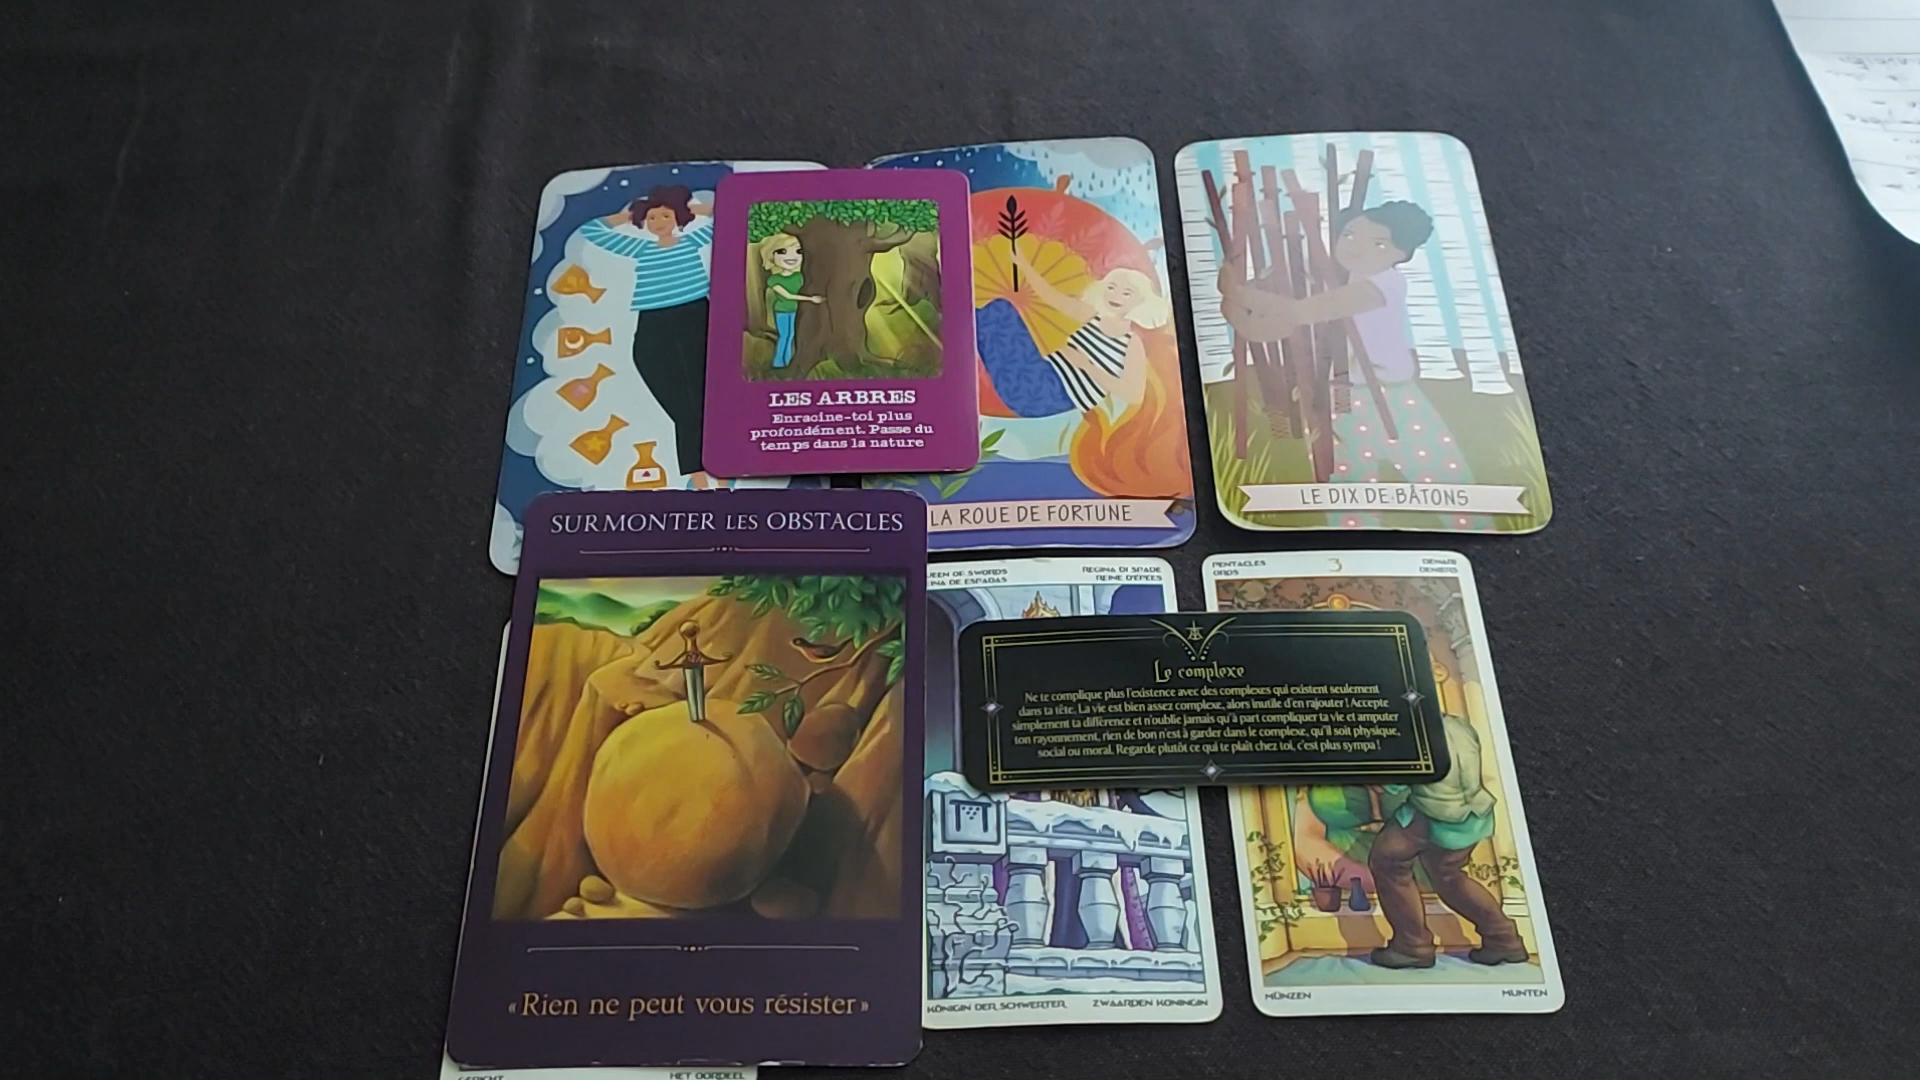 LES ARBRES
Enracine-toi plus
profondément. Passe du
temps dans la nature
LA ROUE DE FORTUNE
LE DIX DE BÂTONS
SURMONTER LES OBSTACLES
« Rien ne peut vous résister »
OF SWORDS
DE ESPADAS
REGINA DI SPADE
REINE D'ÉPÉES
PENTACLES
OROS
3
DENARI
DENIERS
Le complexe
Ne te complique plus l'existence avec des complexes qui existent seulement
dans ta tête. La vie est bien assez complexe, alors inutile d'en rajouter ! Accepte
simplement ta différence et n'oublie jamais qu'à part compliquer ta vie et amputer
ton rayonnement, rien de bon n'est à garder dans le complexe, qu'il soit physique,
social ou moral. Regarde plutôt ce qui te plaît chez toi, c'est plus sympa !
KÖNIGIN DER SCHWERTER
ZWAARDEN KONINGIN
MÜNZEN
MUNTEN
GERICHT
HET OORDEEL